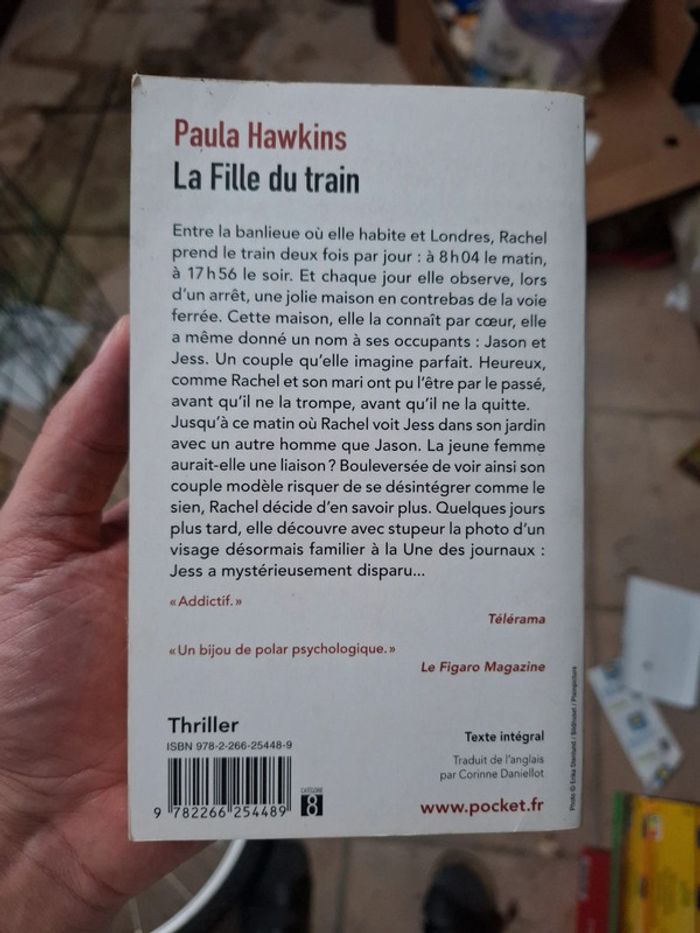 Paula Hawkins
La Fille du train
Entre la banlieue où elle habite et Londres, Rachel
prend le train deux fois par jour : à 8 h 04 le matin,
à 17 h 56 le soir. Et chaque jour elle observe, lors
d'un arrêt, une jolie maison en contrebas de la voie
ferrée. Cette maison, elle la connaît par cœur, elle
a même donné un nom à ses occupants : Jason et
Jess. Un couple qu'elle imagine parfait. Heureux,
comme Rachel et son mari ont pu l'être par le passé,
avant qu'il ne la trompe, avant qu'il ne la quitte.
Jusqu'à ce matin où Rachel voit Jess dans son jardin
avec un autre homme que Jason. La jeune femme
aurait-elle une liaison ? Bouleversée de voir ainsi son
couple modèle risquer de se désintégrer comme le
sien, Rachel décide d'en savoir plus. Quelques jours
plus tard, elle découvre avec stupeur la photo d'un
visage désormais familier à la Une des journaux :
Jess a mystérieusement disparu...
« Addictif. »
Télérama
« Un bijou de polar psychologique. »
Le Figaro Magazine
Thriller
ISBN 978-2-266-25448-9
9 782266 254489
CATÉGORIE
8
Texte intégral
Traduit de l'anglais
par Corinne Daniellot
www.pocket.fr